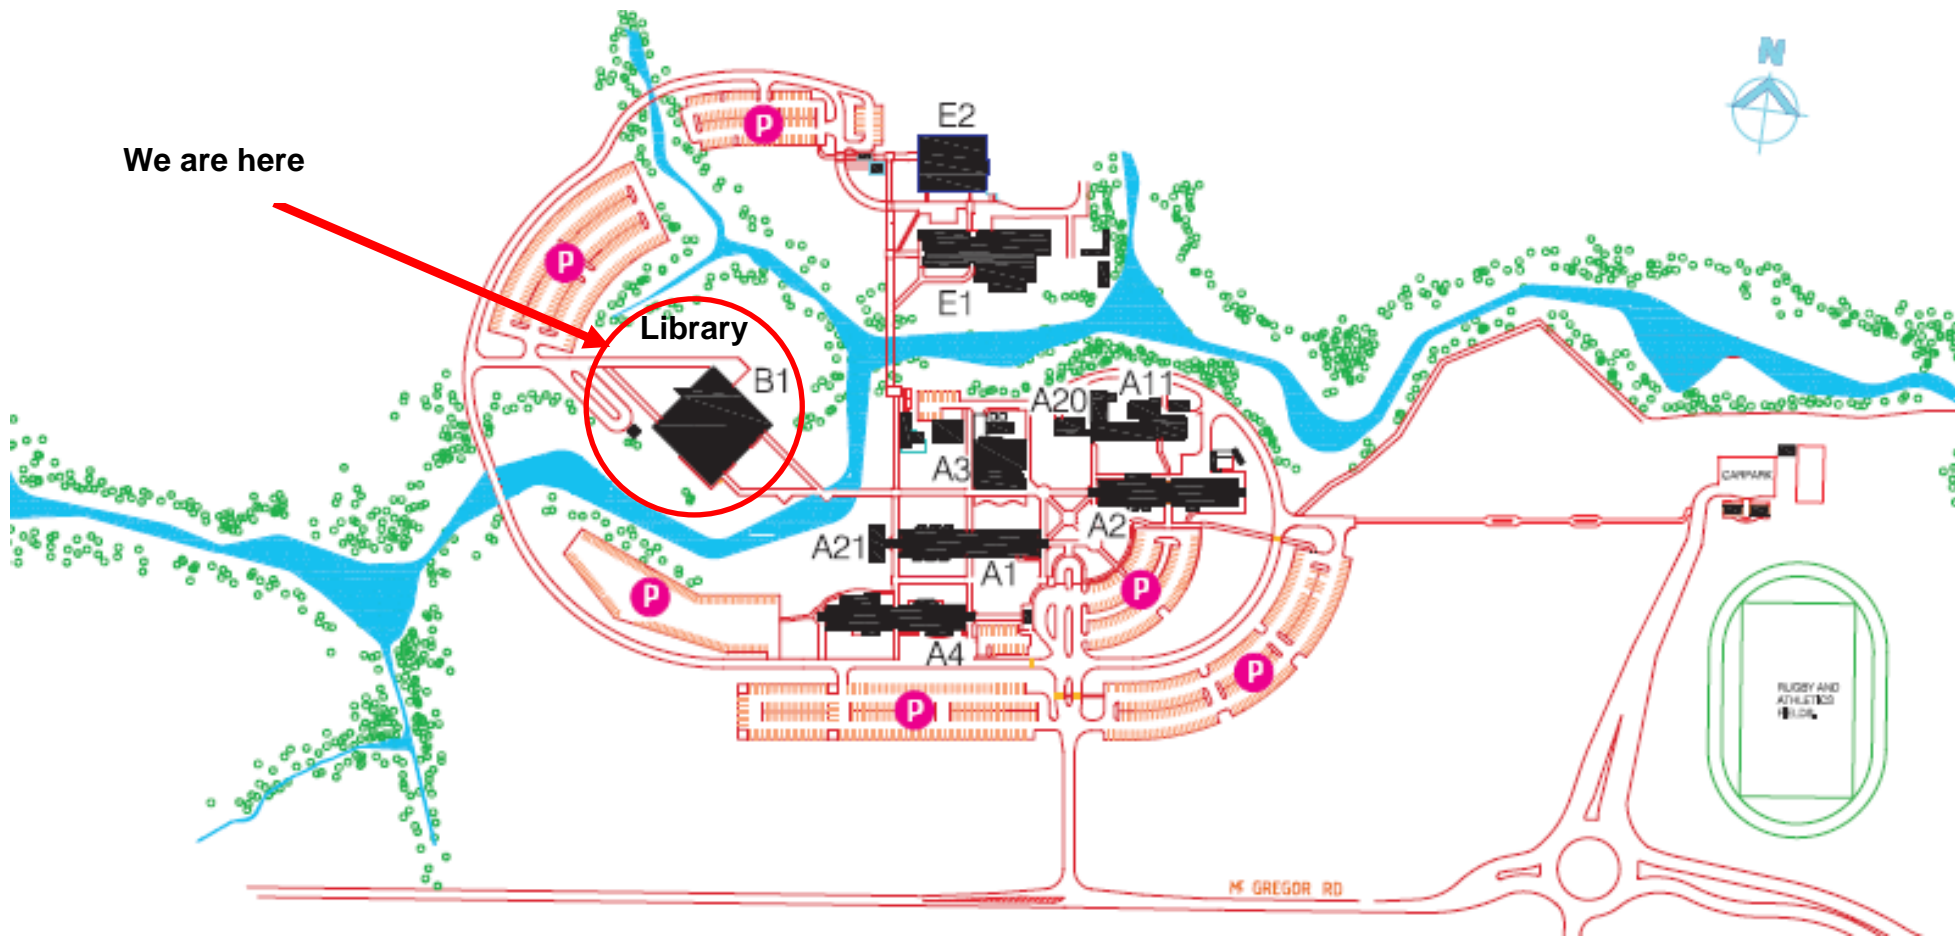 N
E2
P
We are here
P
E1
Library
B1
A11
A20
A3
CARPARK
A2
A21
A1
P
P
A4
P
P
RUGBY AND
ATHLETICS
FIELDS
Mc GREGOR RD